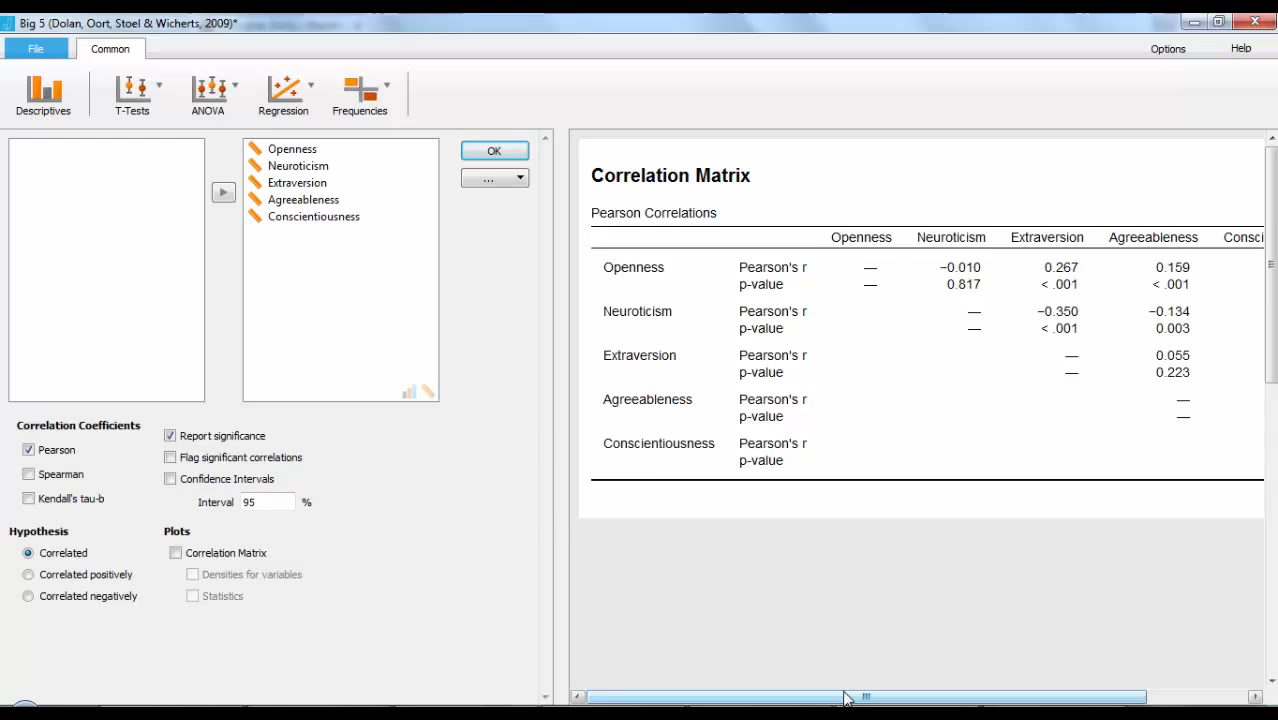 Big 5 (Dolan, Oort, Stoel & Wicherts, 2009)*
File Common Options Help
Descriptives T-Tests ANOVA Regression Frequencies
Openness
Neuroticism
Extraversion
Agreeableness
Conscientiousness
OK
...
Correlation Coefficients
Pearson
Spearman
Kendall's tau-b
Report significance
Flag significant correlations
Confidence Intervals
Interval 95 %
Hypothesis
Correlated
Correlated positively
Correlated negatively
Plots
Correlation Matrix
Densities for variables
Statistics
Correlation Matrix
Pearson Correlations
Openness Neuroticism Extraversion Agreeableness Consci
Openness Pearson's r — −0.010 0.267 0.159
p-value — 0.817 < .001 < .001
Neuroticism Pearson's r — −0.350 −0.134
p-value — < .001 0.003
Extraversion Pearson's r — 0.055
p-value — 0.223
Agreeableness Pearson's r —
p-value —
Conscientiousness Pearson's r
p-value